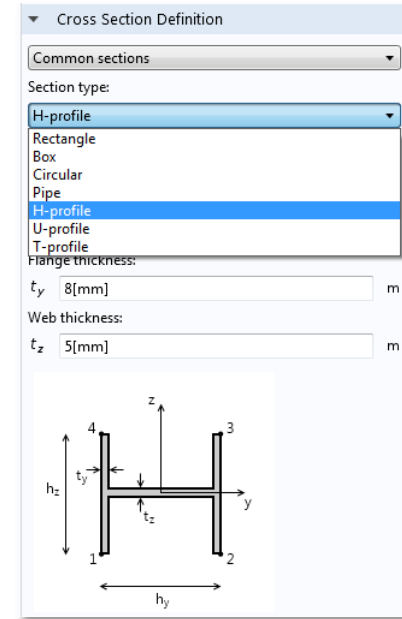 Cross Section Definition
Common sections
Section type:
H-profile
Rectangle
Box
Circular
Pipe
H-profile
U-profile
T-profile
Flange thickness:
ty 8[mm] m
Web thickness:
tz 5[mm] m
z
4 3
ty
hz
y
tz
1 2
hy